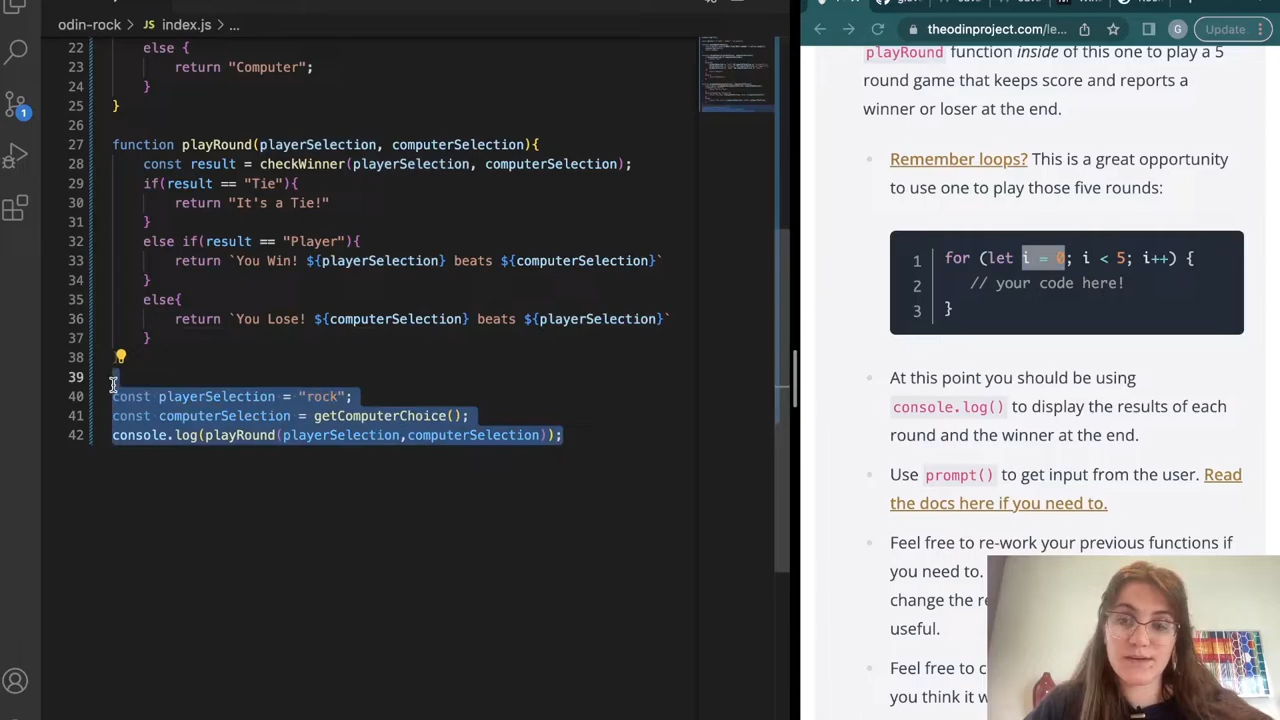 odin-rock > index.js > ...
22 else {
23 return "Computer";
24 }
25 }
26
27 function playRound(playerSelection, computerSelection){
28 const result = checkWinner(playerSelection, computerSelection);
29 if(result == "Tie"){
30 return "It's a Tie!"
31 }
32 else if(result == "Player"){
33 return `You Win! ${playerSelection} beats ${computerSelection}`
34 }
35 else{
36 return `You Lose! ${computerSelection} beats ${playerSelection}`
37 }
38
39
40 const playerSelection = "rock";
41 const computerSelection = getComputerChoice();
42 console.log(playRound(playerSelection,computerSelection));
1
theodinproject.com/le...
G
Update
playRound function inside of this one to play a 5
round game that keeps score and reports a
winner or loser at the end.
Remember loops? This is a great opportunity
to use one to play those five rounds:
1 for (let i = 0; i < 5; i++) {
2 // your code here!
3 }
At this point you should be using
console.log() to display the results of each
round and the winner at the end.
Use prompt() to get input from the user. Read
the docs here if you need to.
Feel free to re-work your previous functions if
you need to.
change the
useful.
Feel free to
you think it